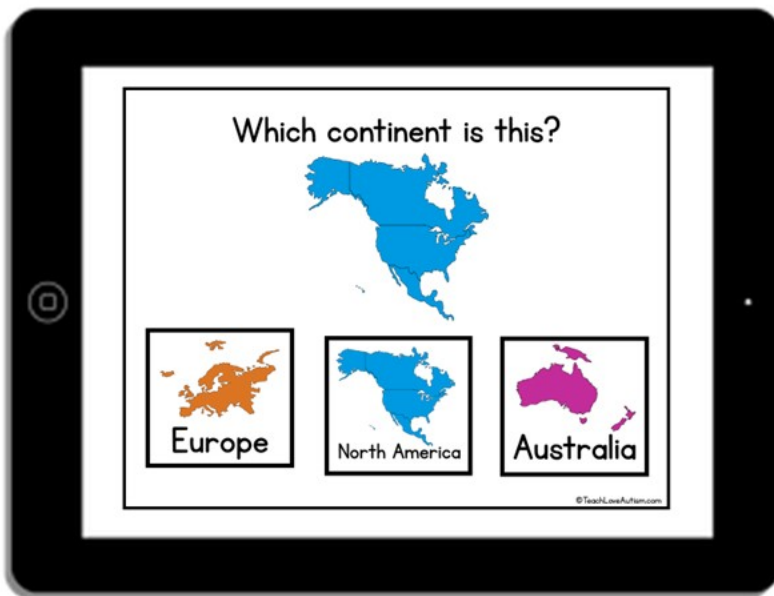 Which continent is this?
Europe
North America
Australia
©TeachLoveAutism.com